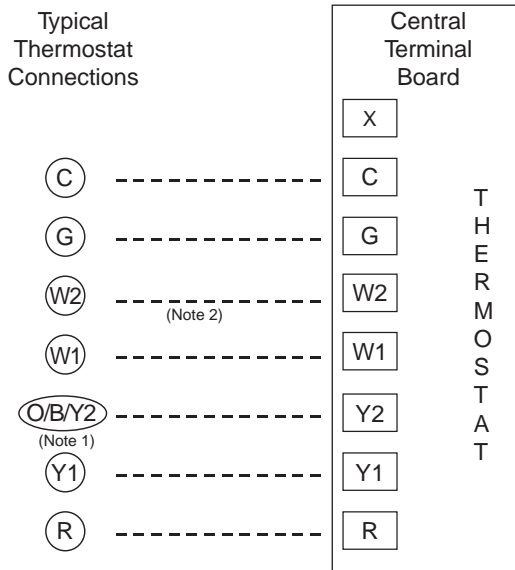 Typical
Thermostat
Connections
Central
Terminal
Board
X
C
C
G
G
W2
W2
(Note 2)
W1
W1
O/B/Y2
Y2
(Note 1)
Y1
Y1
R
R
THERMOSTAT